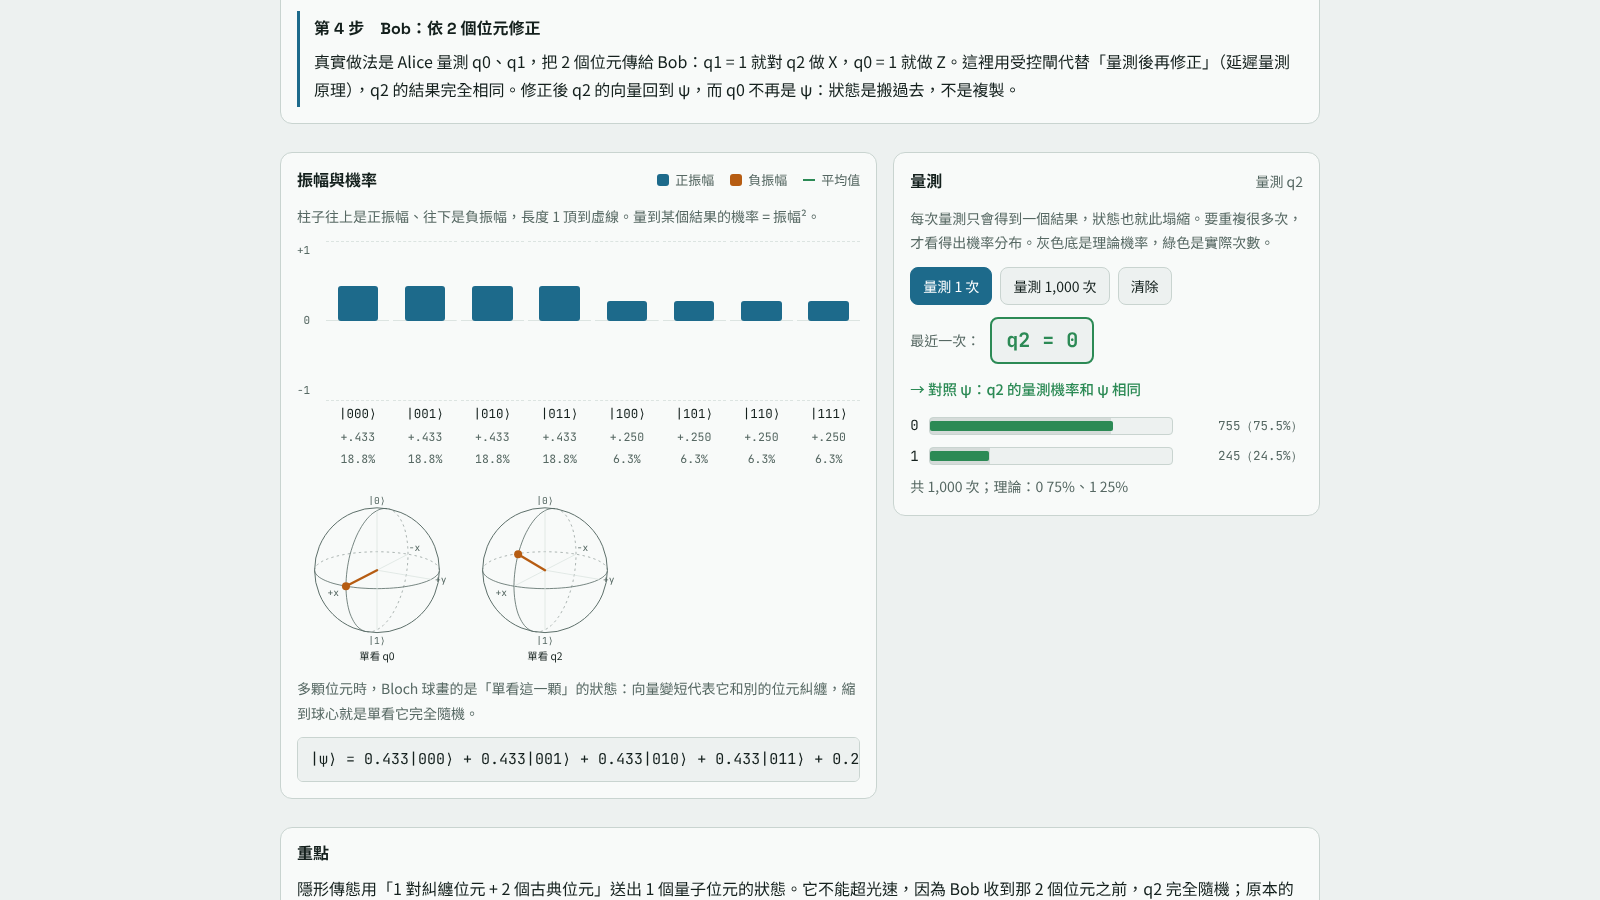 第 4 步　Bob：依 2 個位元修正
真實做法是 Alice 量測 q0、q1，把 2 個位元傳給 Bob：q1 = 1 就對 q2 做 X，q0 = 1 就做 Z。這裡用受控閘代替「量測後再修正」（延遲量測
原理），q2 的結果完全相同。修正後 q2 的向量回到 ψ，而 q0 不再是 ψ：狀態是搬過去，不是複製。
振幅與機率
正振幅 負振幅 平均值
柱子往上是正振幅、往下是負振幅，長度 1 頂到虛線。量到某個結果的機率 = 振幅²。
+1
0
-1
|000⟩ |001⟩ |010⟩ |011⟩ |100⟩ |101⟩ |110⟩ |111⟩
+.433 +.433 +.433 +.433 +.250 +.250 +.250 +.250
18.8% 18.8% 18.8% 18.8% 6.3% 6.3% 6.3% 6.3%
|0⟩ |0⟩
-x -x
+y +y
+x +x
|1⟩ |1⟩
單看 q0 單看 q2
多顆位元時，Bloch 球畫的是「單看這一顆」的狀態：向量變短代表它和別的位元糾纏，縮
到球心就是單看它完全隨機。
|ψ⟩ = 0.433|000⟩ + 0.433|001⟩ + 0.433|010⟩ + 0.433|011⟩ + 0.2
量測
量測 q2
每次量測只會得到一個結果，狀態也就此塌縮。要重複很多次，
才看得出機率分布。灰色底是理論機率，綠色是實際次數。
量測 1 次 量測 1,000 次 清除
最近一次： q2 = 0
→ 對照 ψ：q2 的量測機率和 ψ 相同
0 755（75.5%）
1 245（24.5%）
共 1,000 次；理論：0 75%、1 25%
重點
隱形傳態用「1 對糾纏位元 + 2 個古典位元」送出 1 個量子位元的狀態。它不能超光速，因為 Bob 收到那 2 個位元之前，q2 完全隨機；原本的